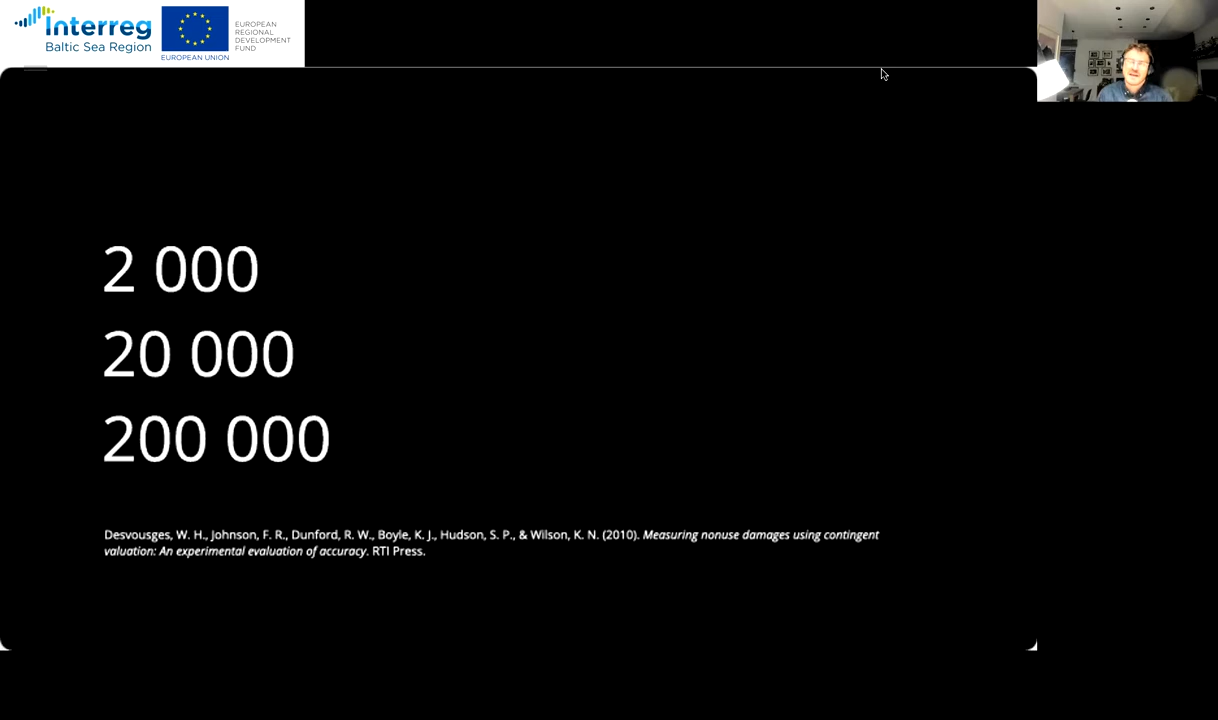 Interreg
Baltic Sea Region
EUROPEAN UNION
EUROPEAN
REGIONAL
DEVELOPMENT
FUND
2 000
20 000
200 000
Desvousges, W. H., Johnson, F. R., Dunford, R. W., Boyle, K. J., Hudson, S. P., & Wilson, K. N. (2010). Measuring nonuse damages using contingent
valuation: An experimental evaluation of accuracy. RTI Press.